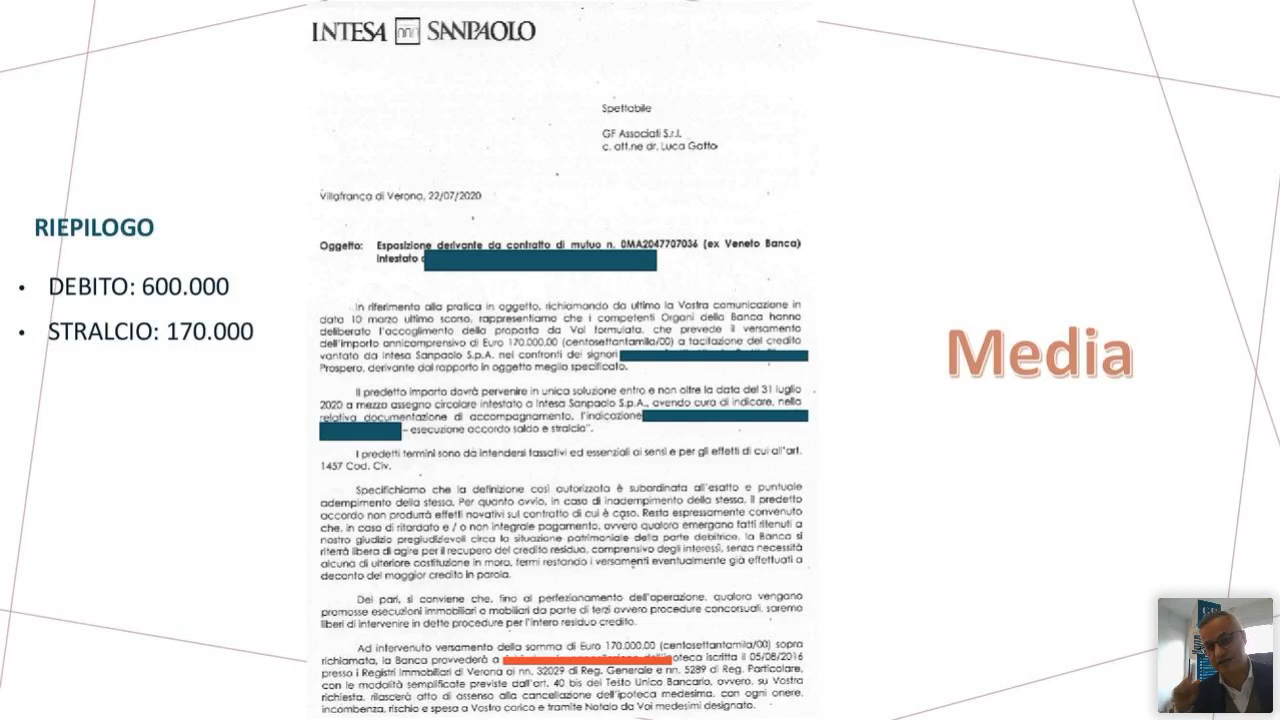 INTESA SANPAOLO
Spettabile
GF Associati S.r.l.
c. att.ne dr. Luca Gatto
Villafranca di Verona, 22/07/2020
RIEPILOGO
• DEBITO: 600.000
• STRALCIO: 170.000
Oggetto: Esposizione derivante da contratto di mutuo n. 0MA2047707036 (ex Veneto Banca)
intestato
In riferimento alla pratica in oggetto, richiamando da ultimo la Vostra comunicazione in
data 10 marzo ultimo scorso, rappresentiamo che i competenti Organi della Banca hanno
deliberato l'accoglimento della proposta da Voi formulata, che prevede il versamento
dell'importo annicomprensivo di Euro 170.000,00 (centosettantamila/00) a tacitazione del credito
vantato da Intesa Sanpaolo S.p.A. nei confronti dei signori
Prospero, derivante dal rapporto in oggetto meglio specificato.
Il predetto importo dovrà pervenire in unica soluzione entro e non oltre la data del 31 luglio
2020 a mezzo assegno circolare intestato a Intesa Sanpaolo S.p.A., avendo cura di indicare, nella
relativa documentazione di accompagnamento, l'indicazione
– esecuzione accordo saldo e stralcio".
I predetti termini sono da intendersi tassativi ed essenziali ai sensi e per gli effetti di cui all'art.
1457 Cod. Civ.
Specifichiamo che la definizione così autorizzata è subordinata all'esatto e puntuale
adempimento della stessa. Per quanto ovvio, in caso di inadempimento della stessa, il predetto
accordo non produrrà effetti novativi sul contratto di cui è caso. Resta espressamente convenuto
che, in caso di ritardato e / o non integrale pagamento, ovvero qualora emergano fatti ritenuti a
nostro giudizio pregiudizievoli circa la situazione patrimoniale della parte debitrice, la Banca si
riterrà libera di agire per il recupero del credito residuo, comprensivo degli interessi, senza necessità
alcuna di ulteriore costituzione in mora, fermi restando i versamenti eventualmente già effettuati a
deconto del maggior credito in parola.
Del pari, si conviene che, fino al perfezionamento dell'operazione, qualora vengano
promosse esecuzioni immobiliari o mobiliari da parte di terzi ovvero procedure concorsuali, saremo
liberi di intervenire in dette procedure per l'intero residuo credito.
Ad intervenuto versamento della somma di Euro 170.000,00 (centosettantamila/00) sopra
richiamata, la Banca provvederà a ipoteca iscritta il 05/08/2016
presso i Registri Immobiliari di Verona ai nn. 32029 di Reg. Generale e nn. 5289 di Reg. Particolare,
con le modalità semplificate previste dall'art. 40 bis del Testo Unico Bancario, ovvero, su Vostra
richiesta, rilascerà atto di assenso alla cancellazione dell'ipoteca medesima, con ogni onere,
incombenza, rischio e spesa a Vostro carico e tramite Notaio da Voi medesimi designato.
Media